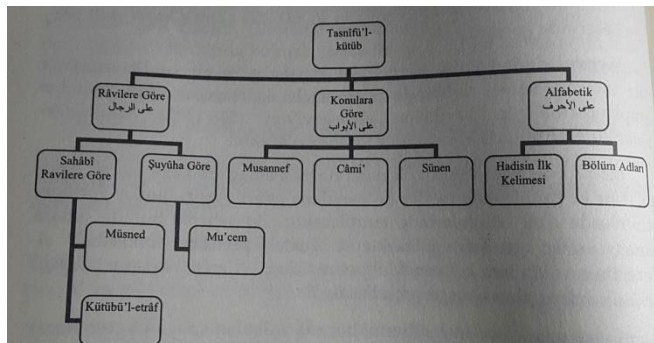 Tasnîfü'l-
kütüb
Râvilere Göre
على الرجال
Konulara
Göre
على الأبواب
Alfabetik
على الأحرف
Sahâbî
Ravilere Göre
Şuyûha Göre
Musannef
Câmi'
Sünen
Hadisin İlk
Kelimesi
Bölüm Adları
Müsned
Mu'cem
Kütübü'l-etrâf